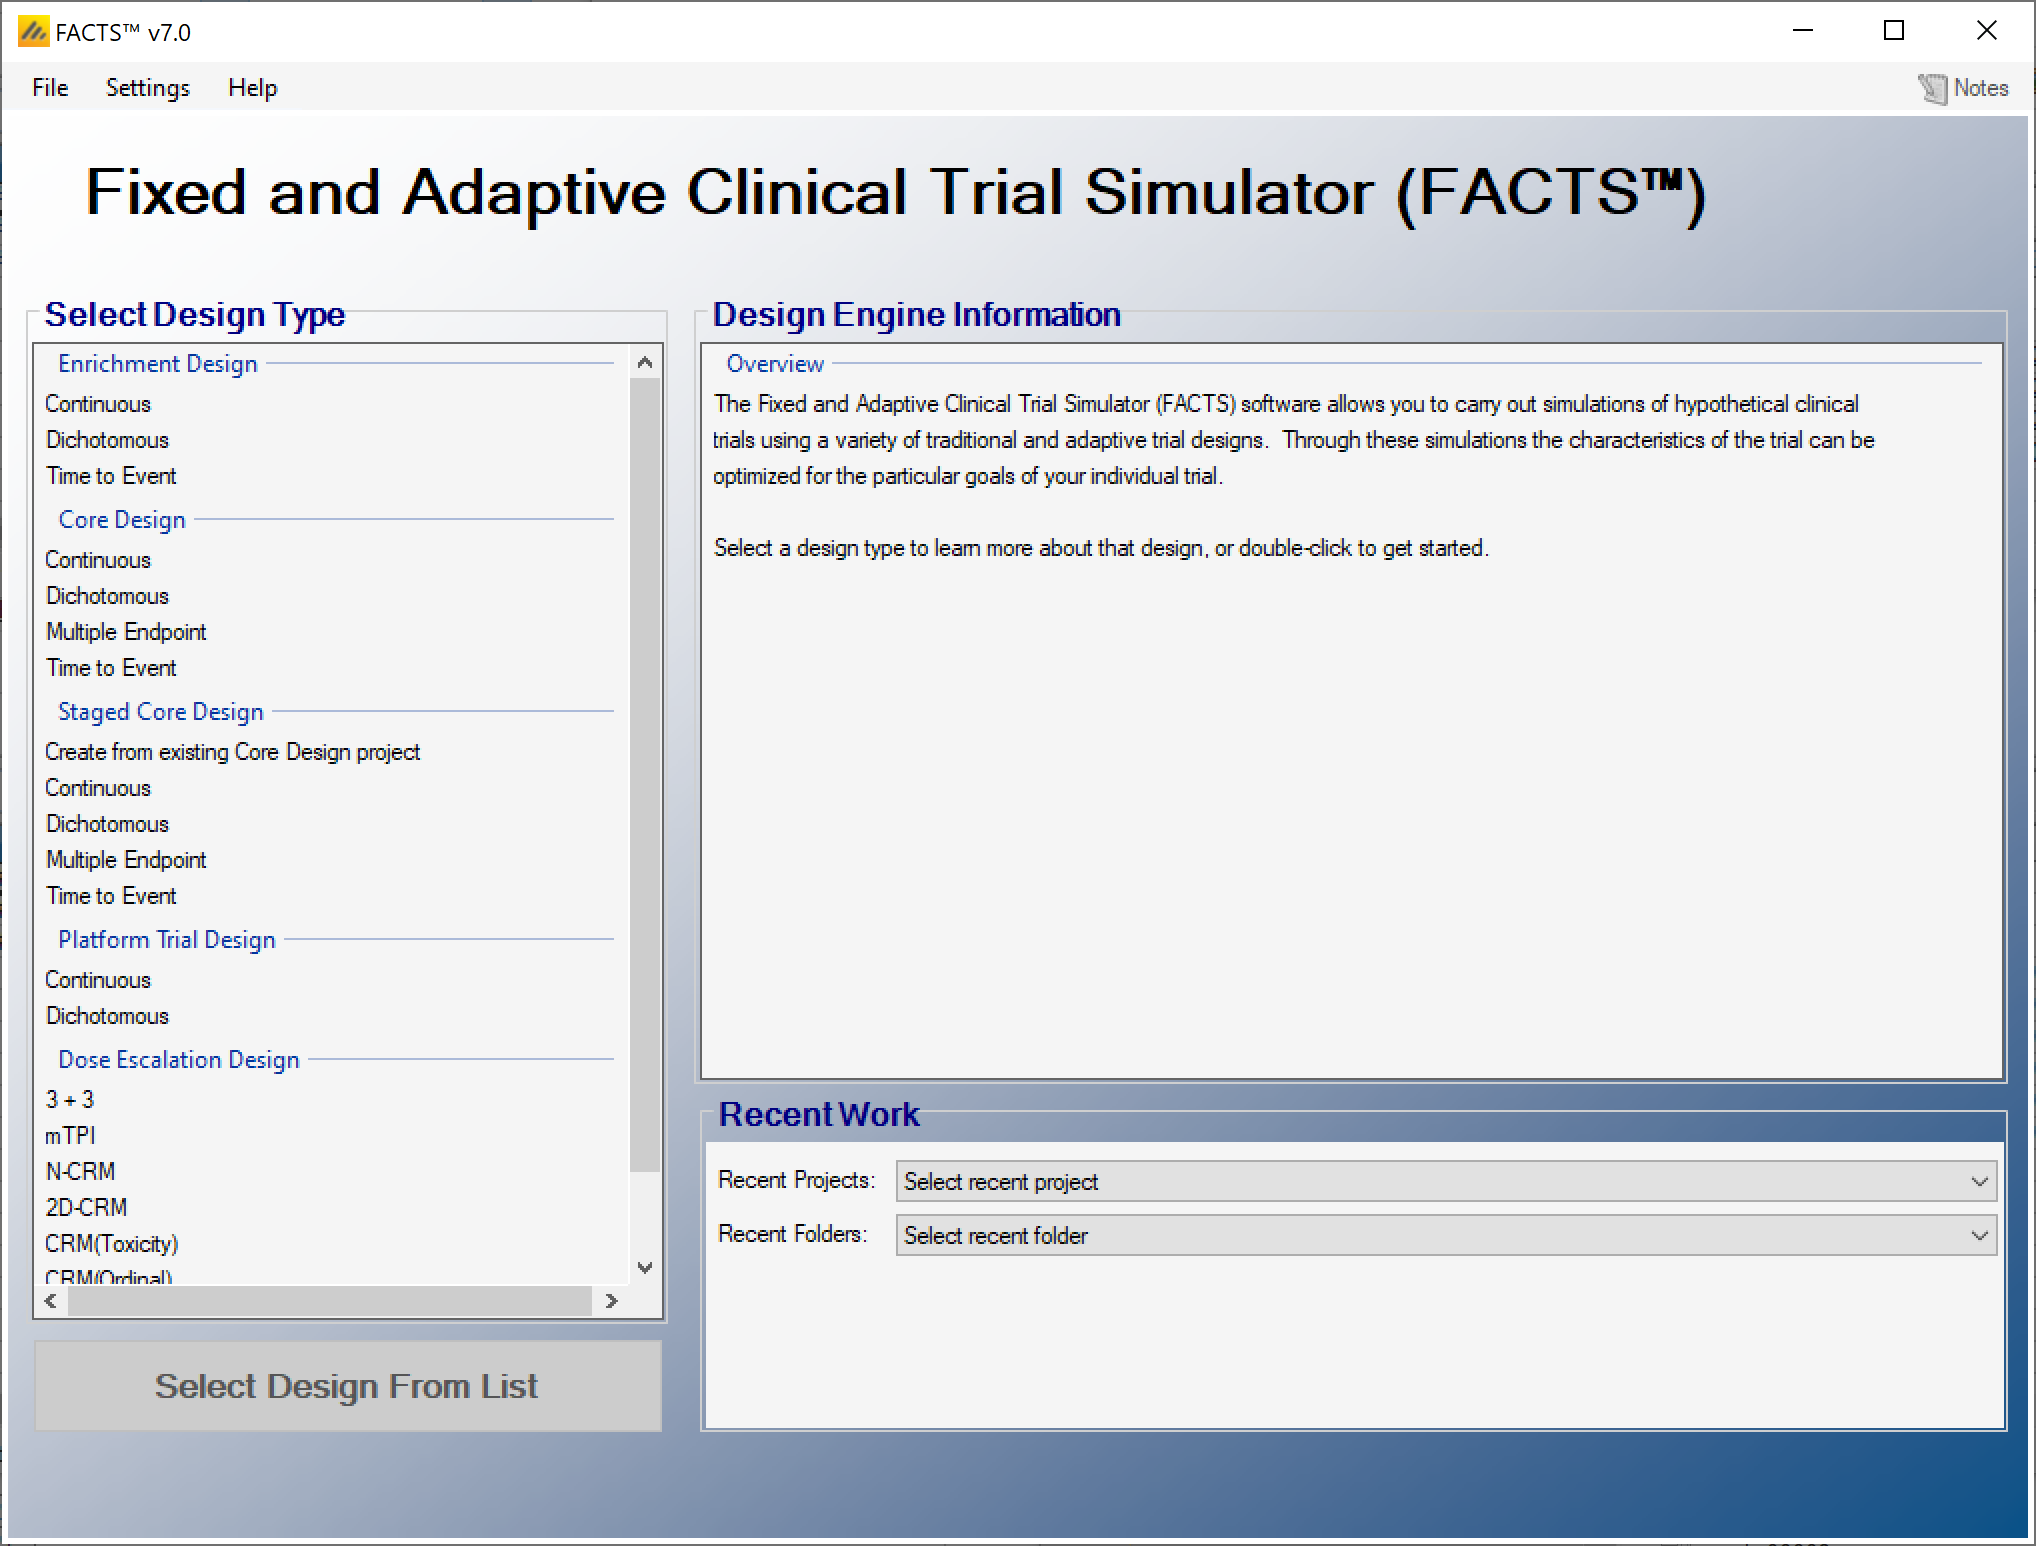 FACTS™ v7.0
File Settings Help Notes
Fixed and Adaptive Clinical Trial Simulator (FACTS™)
Select Design Type
Enrichment Design
Continuous
Dichotomous
Time to Event
Core Design
Continuous
Dichotomous
Multiple Endpoint
Time to Event
Staged Core Design
Create from existing Core Design project
Continuous
Dichotomous
Multiple Endpoint
Time to Event
Platform Trial Design
Continuous
Dichotomous
Dose Escalation Design
3 + 3
mTPI
N-CRM
2D-CRM
CRM(Toxicity)
CRM(Ordinal)
Select Design From List
Design Engine Information
Overview
The Fixed and Adaptive Clinical Trial Simulator (FACTS) software allows you to carry out simulations of hypothetical clinical
trials using a variety of traditional and adaptive trial designs.  Through these simulations the characteristics of the trial can be
optimized for the particular goals of your individual trial.
Select a design type to learn more about that design, or double-click to get started.
Recent Work
Recent Projects: Select recent project
Recent Folders: Select recent folder